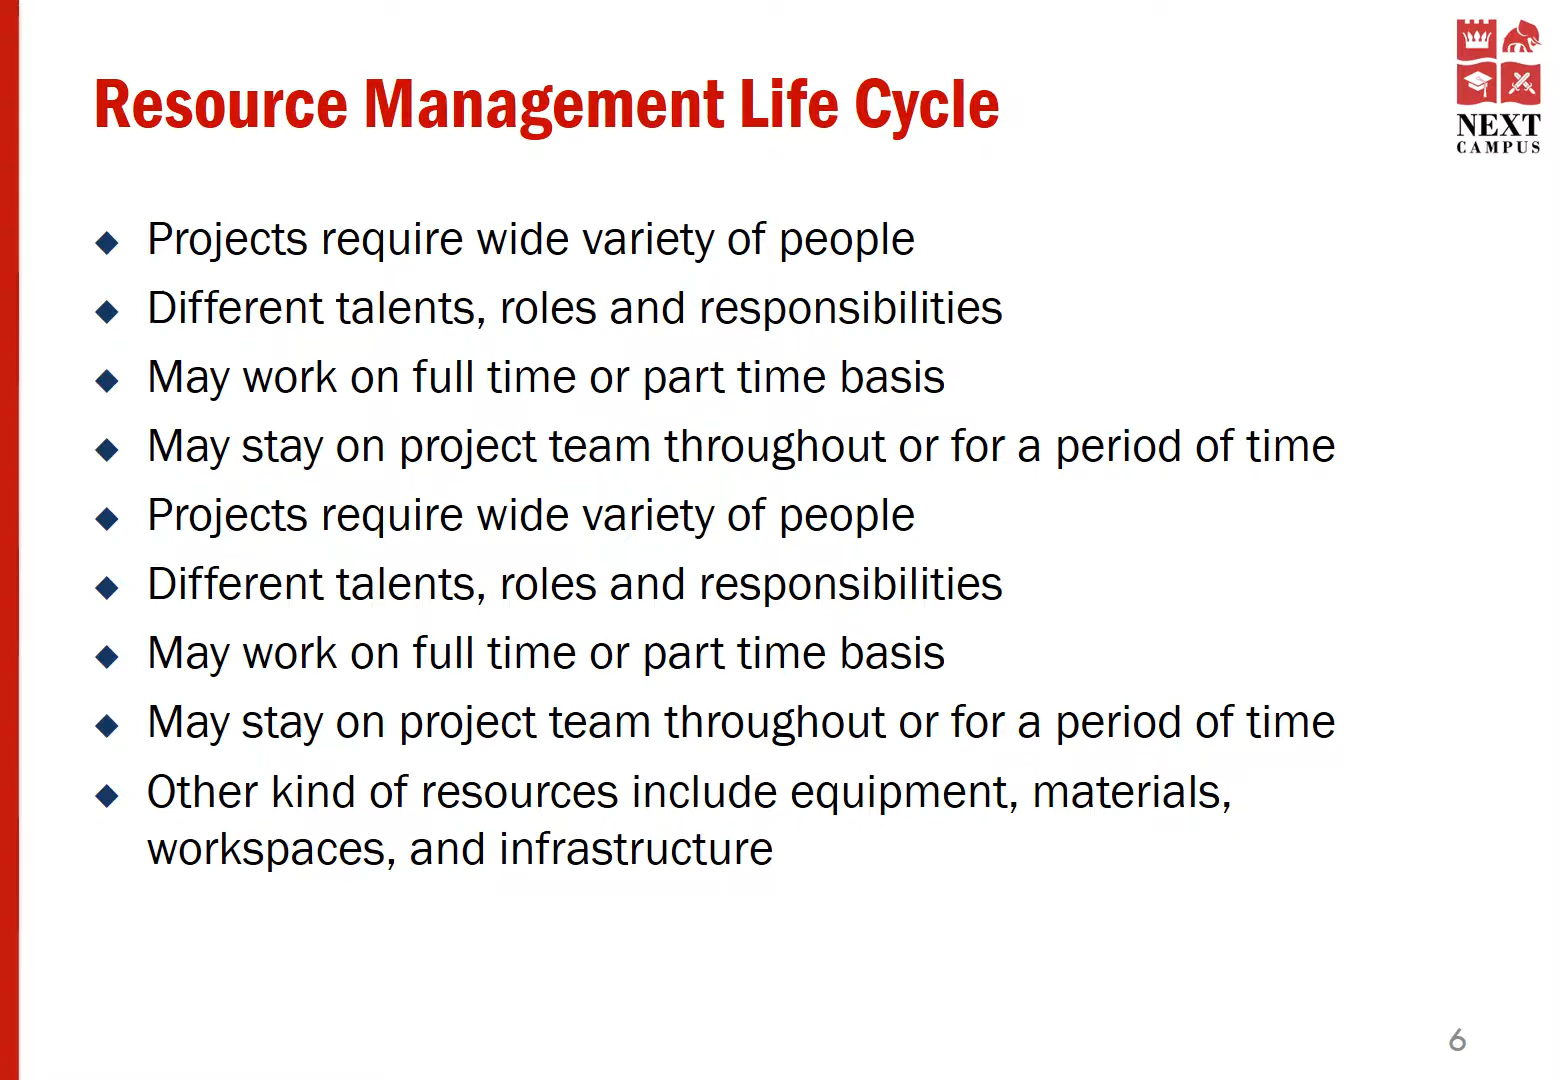 Resource Management Life Cycle
NEXT
CAMPUS
Projects require wide variety of people
Different talents, roles and responsibilities
May work on full time or part time basis
May stay on project team throughout or for a period of time
Projects require wide variety of people
Different talents, roles and responsibilities
May work on full time or part time basis
May stay on project team throughout or for a period of time
Other kind of resources include equipment, materials,
workspaces, and infrastructure
6